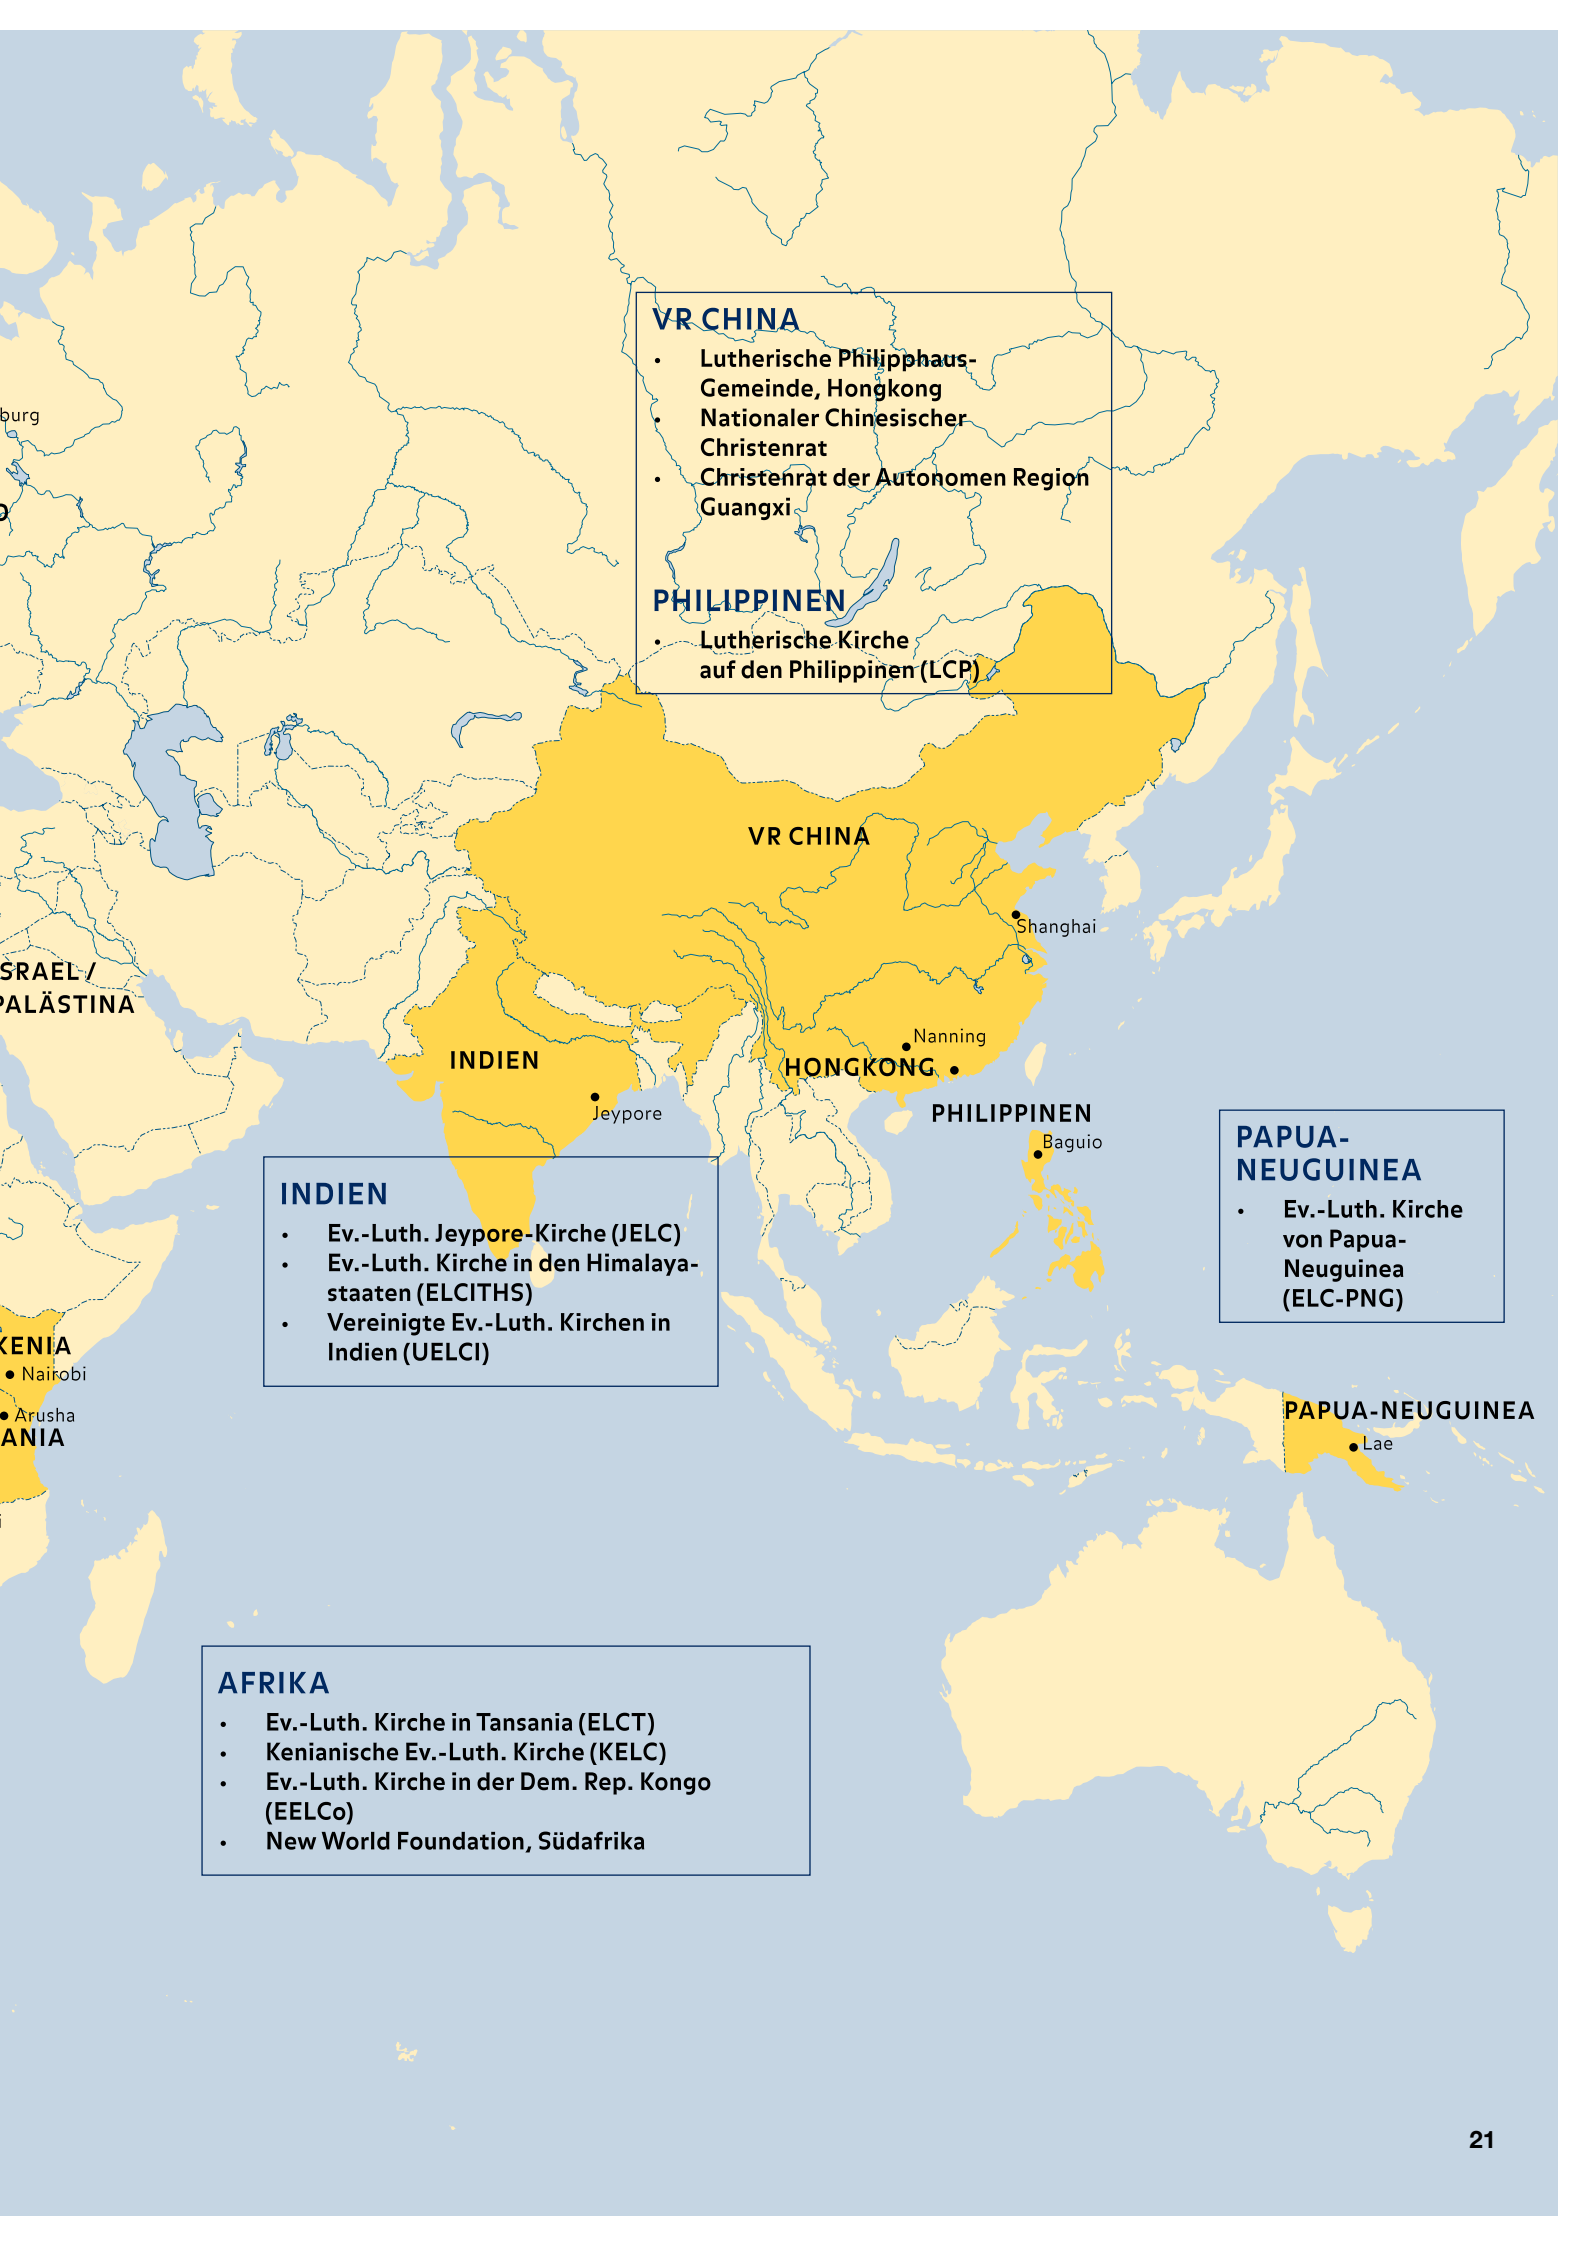 VR CHINA
• Lutherische Philipphaus-
Gemeinde, Hongkong
• Nationaler Chinesischer
Christenrat
• Christenrat der Autonomen Region
Guangxi
PHILIPPINEN
• Lutherische Kirche
auf den Philippinen (LCP)
burg
O
VR CHINA
Shanghai
SRAEL /
PALÄSTINA
Nanning
INDIEN
HONGKONG
Jeypore
PHILIPPINEN
Baguio
PAPUA-
NEUGUINEA
• Ev.-Luth. Kirche
von Papua-
Neuguinea
(ELC-PNG)
INDIEN
• Ev.-Luth. Jeypore-Kirche (JELC)
• Ev.-Luth. Kirche in den Himalaya-
staaten (ELCITHS)
• Vereinigte Ev.-Luth. Kirchen in
Indien (UELCI)
KENIA
Nairobi
Arusha
ANIA
PAPUA-NEUGUINEA
Lae
i
AFRIKA
• Ev.-Luth. Kirche in Tansania (ELCT)
• Kenianische Ev.-Luth. Kirche (KELC)
• Ev.-Luth. Kirche in der Dem. Rep. Kongo
(EELCo)
• New World Foundation, Südafrika
21